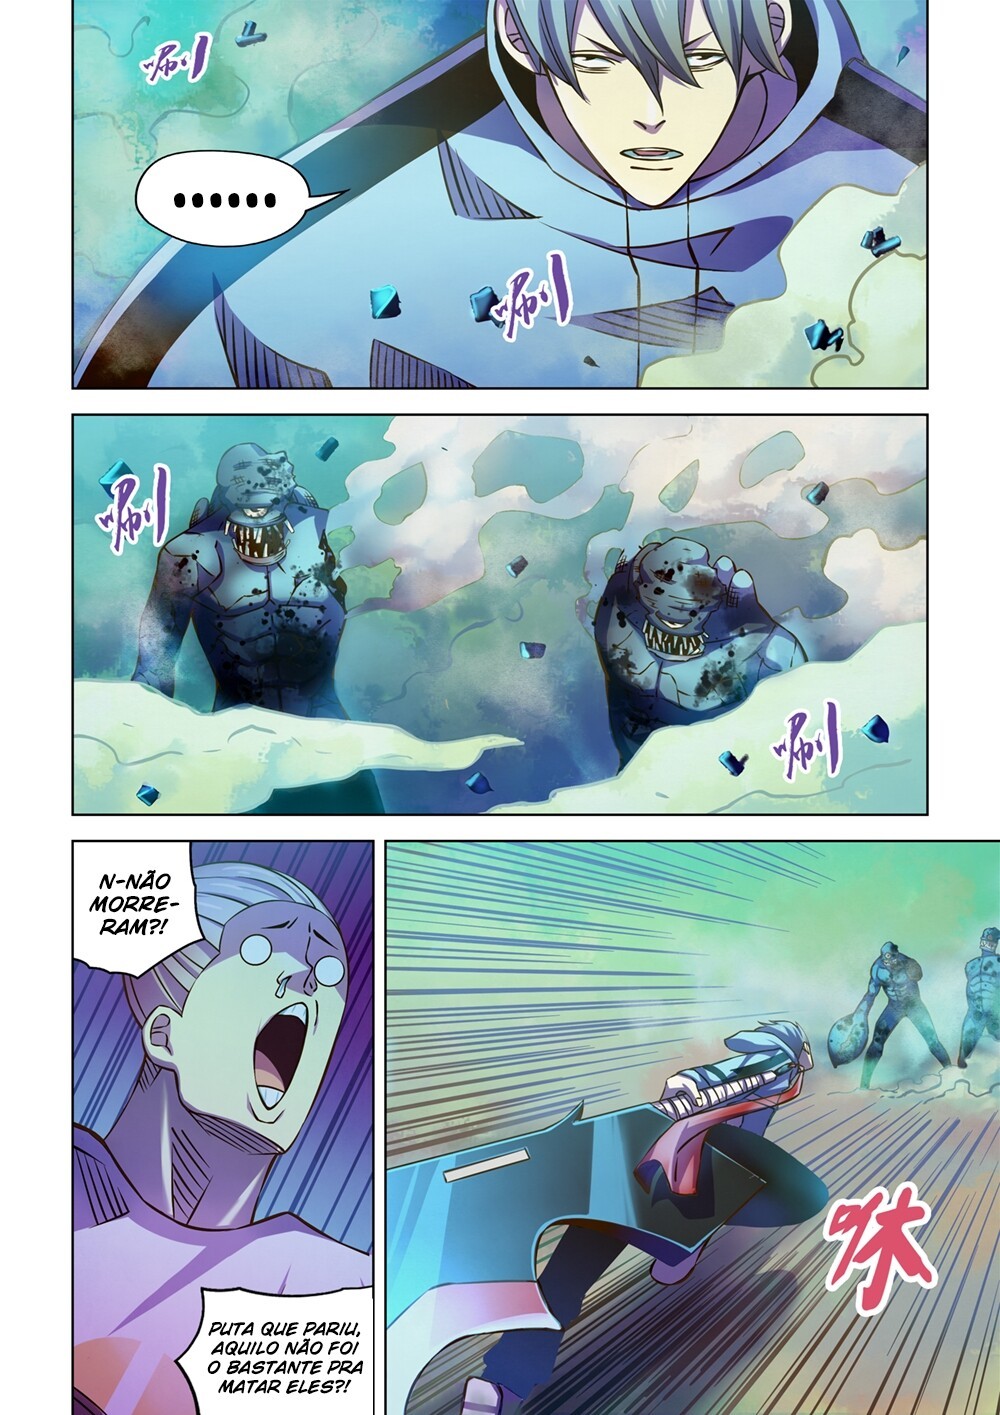 唰
••••••
唰
唰
唰
N-NÃO
MORRE-
RAM?!
PUTA QUE PARIU,
AQUILO NÃO FOI
O BASTANTE PRA
MATAR ELES?!
咻